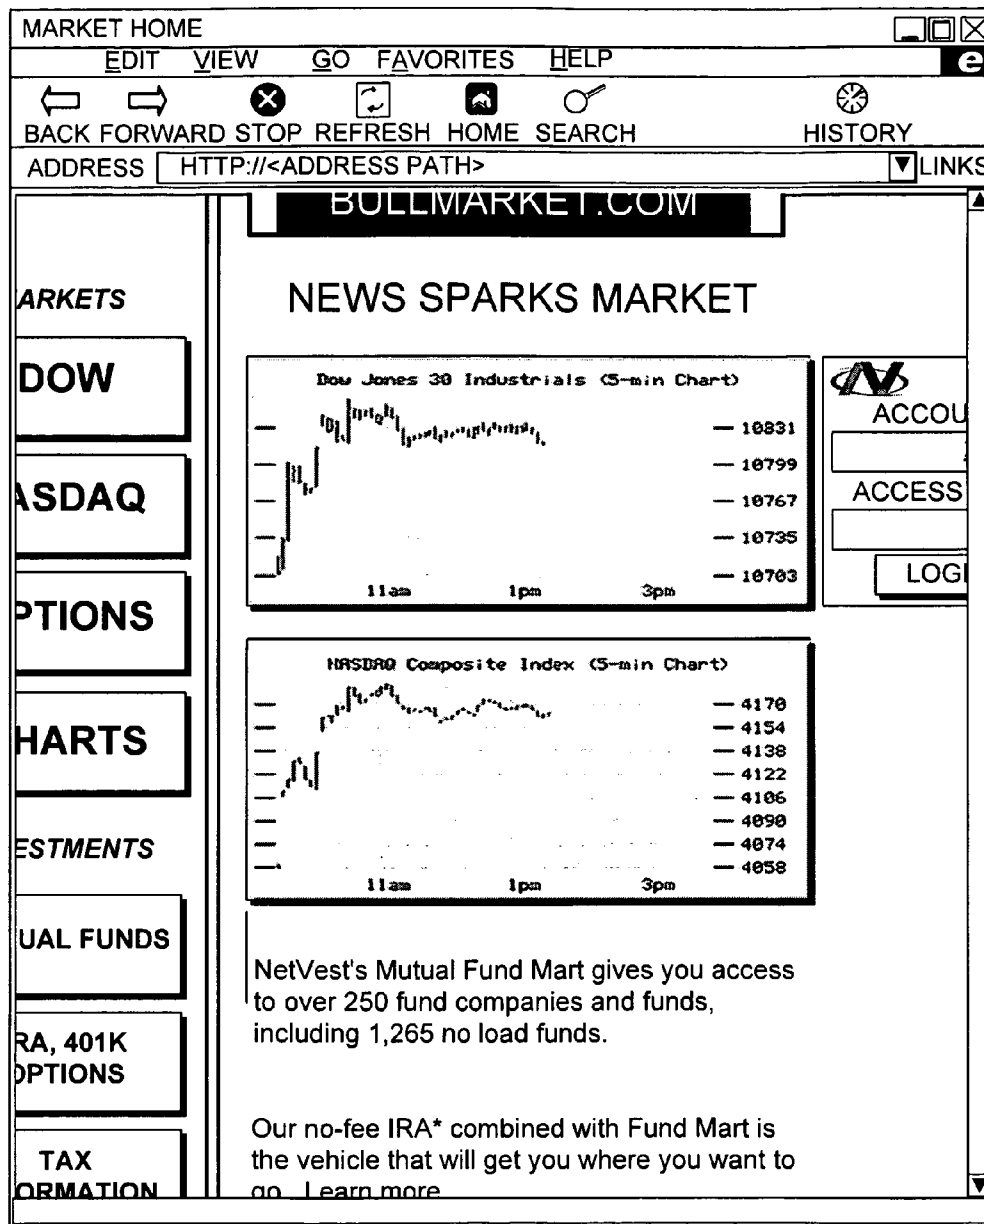 MARKET HOME
EDIT VIEW GO FAVORITES HELP
e
BACK FORWARD STOP REFRESH HOME SEARCH HISTORY
ADDRESS HTTP://<ADDRESS PATH> LINKS
BULLMARKET.COM
ARKETS
DOW
ASDAQ
PTIONS
HARTS
ESTMENTS
UAL FUNDS
RA, 401K
OPTIONS
TAX
ORMATION
NEWS SPARKS MARKET
Dow Jones 30 Industrials (5-min Chart)
10831
10799
10767
10735
10703
11am 1pm 3pm
NASDAQ Composite Index (5-min Chart)
4170
4154
4138
4122
4106
4090
4074
4058
11am 1pm 3pm
NetVest's Mutual Fund Mart gives you access
to over 250 fund companies and funds,
including 1,265 no load funds.
Our no-fee IRA* combined with Fund Mart is
the vehicle that will get you where you want to
go. Learn more
N
ACCOU
ACCESS
LOGI